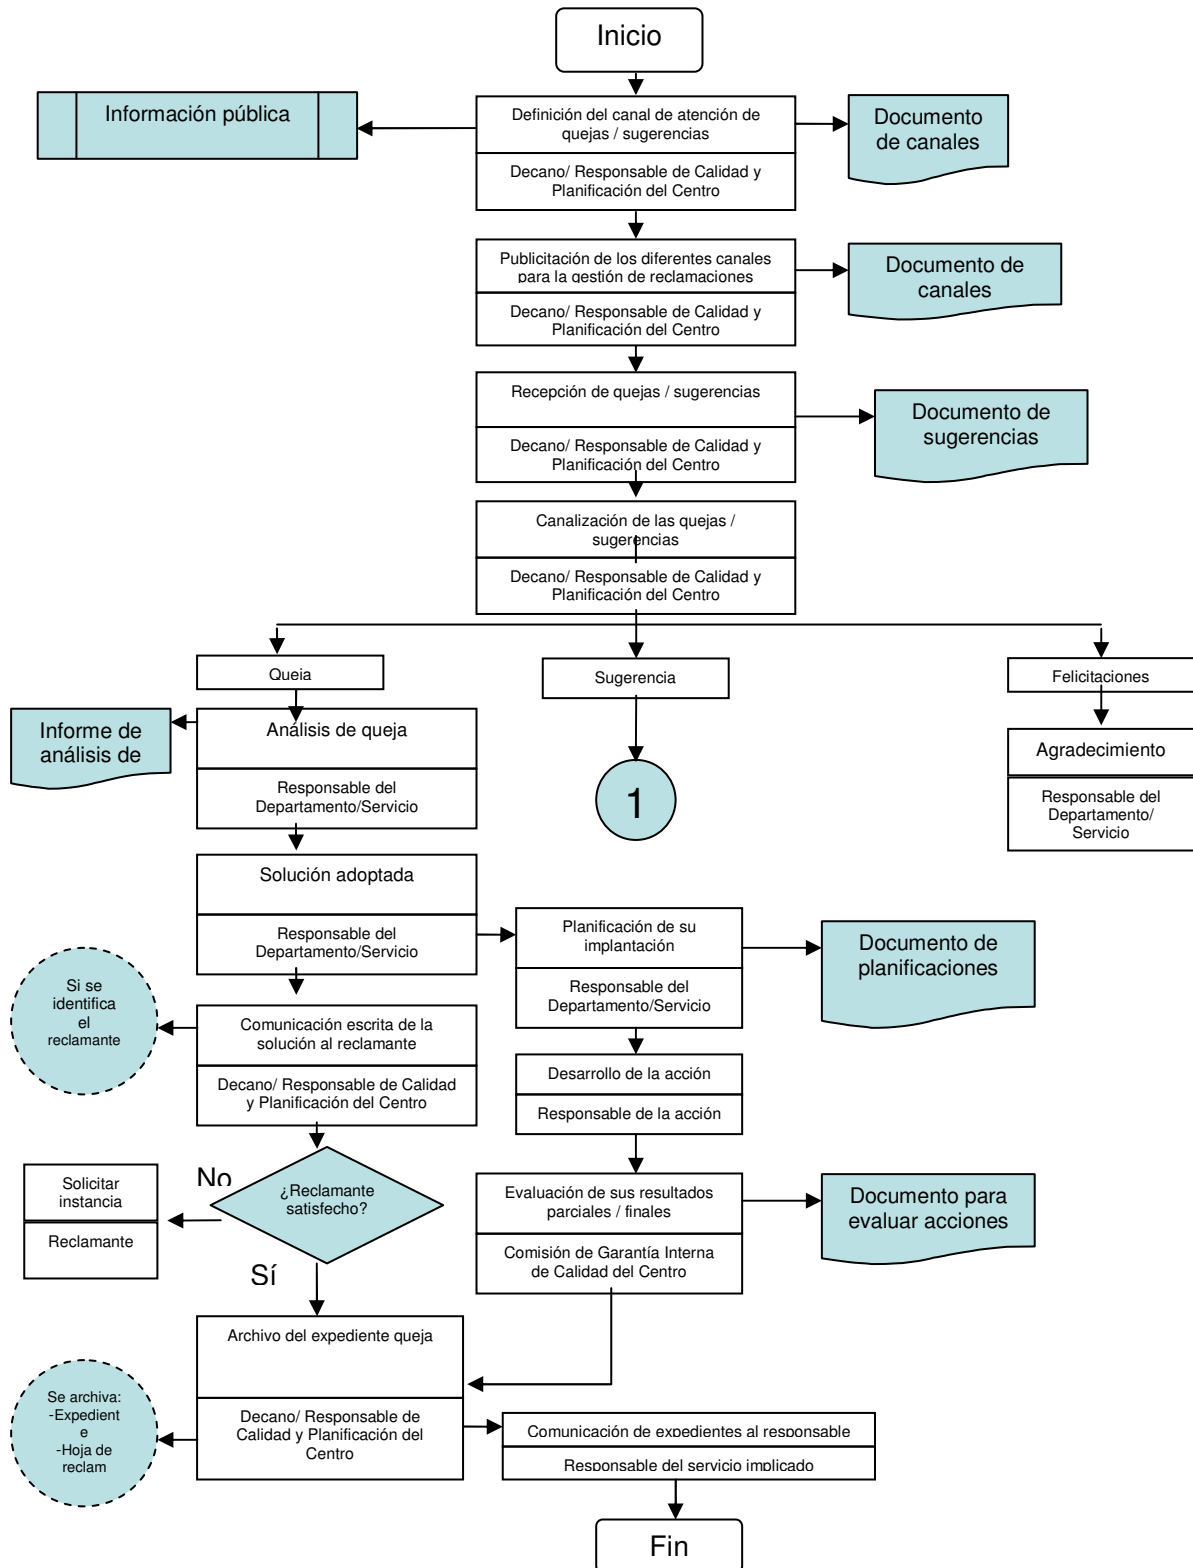 Inicio
Información pública
Definición del canal de atención de
quejas / sugerencias
Decano/ Responsable de Calidad y
Planificación del Centro
Documento
de canales
Publicitación de los diferentes canales
para la gestión de reclamaciones
Decano/ Responsable de Calidad y
Planificación del Centro
Documento de
canales
Recepción de quejas / sugerencias
Decano/ Responsable de Calidad y
Planificación del Centro
Documento de
sugerencias
Canalización de las quejas /
sugerencias
Decano/ Responsable de Calidad y
Planificación del Centro
Queja
Sugerencia
Felicitaciones
Informe de
análisis de
Análisis de queja
Responsable del
Departamento/Servicio
1
Agradecimiento
Responsable del
Departamento/
Servicio
Solución adoptada
Responsable del
Departamento/Servicio
Planificación de su
implantación
Responsable del
Departamento/Servicio
Documento de
planificaciones
Si se
identifica
el
reclamante
Comunicación escrita de la
solución al reclamante
Decano/ Responsable de Calidad
y Planificación del Centro
Desarrollo de la acción
Responsable de la acción
No
¿Reclamante
satisfecho?
Sí
Solicitar
instancia
Reclamante
Evaluación de sus resultados
parciales / finales
Comisión de Garantía Interna
de Calidad del Centro
Documento para
evaluar acciones
Archivo del expediente queja
Decano/ Responsable de
Calidad y Planificación del
Centro
Se archiva:
-Expedient
e
-Hoja de
reclam
Comunicación de expedientes al responsable
Responsable del servicio implicado
Fin